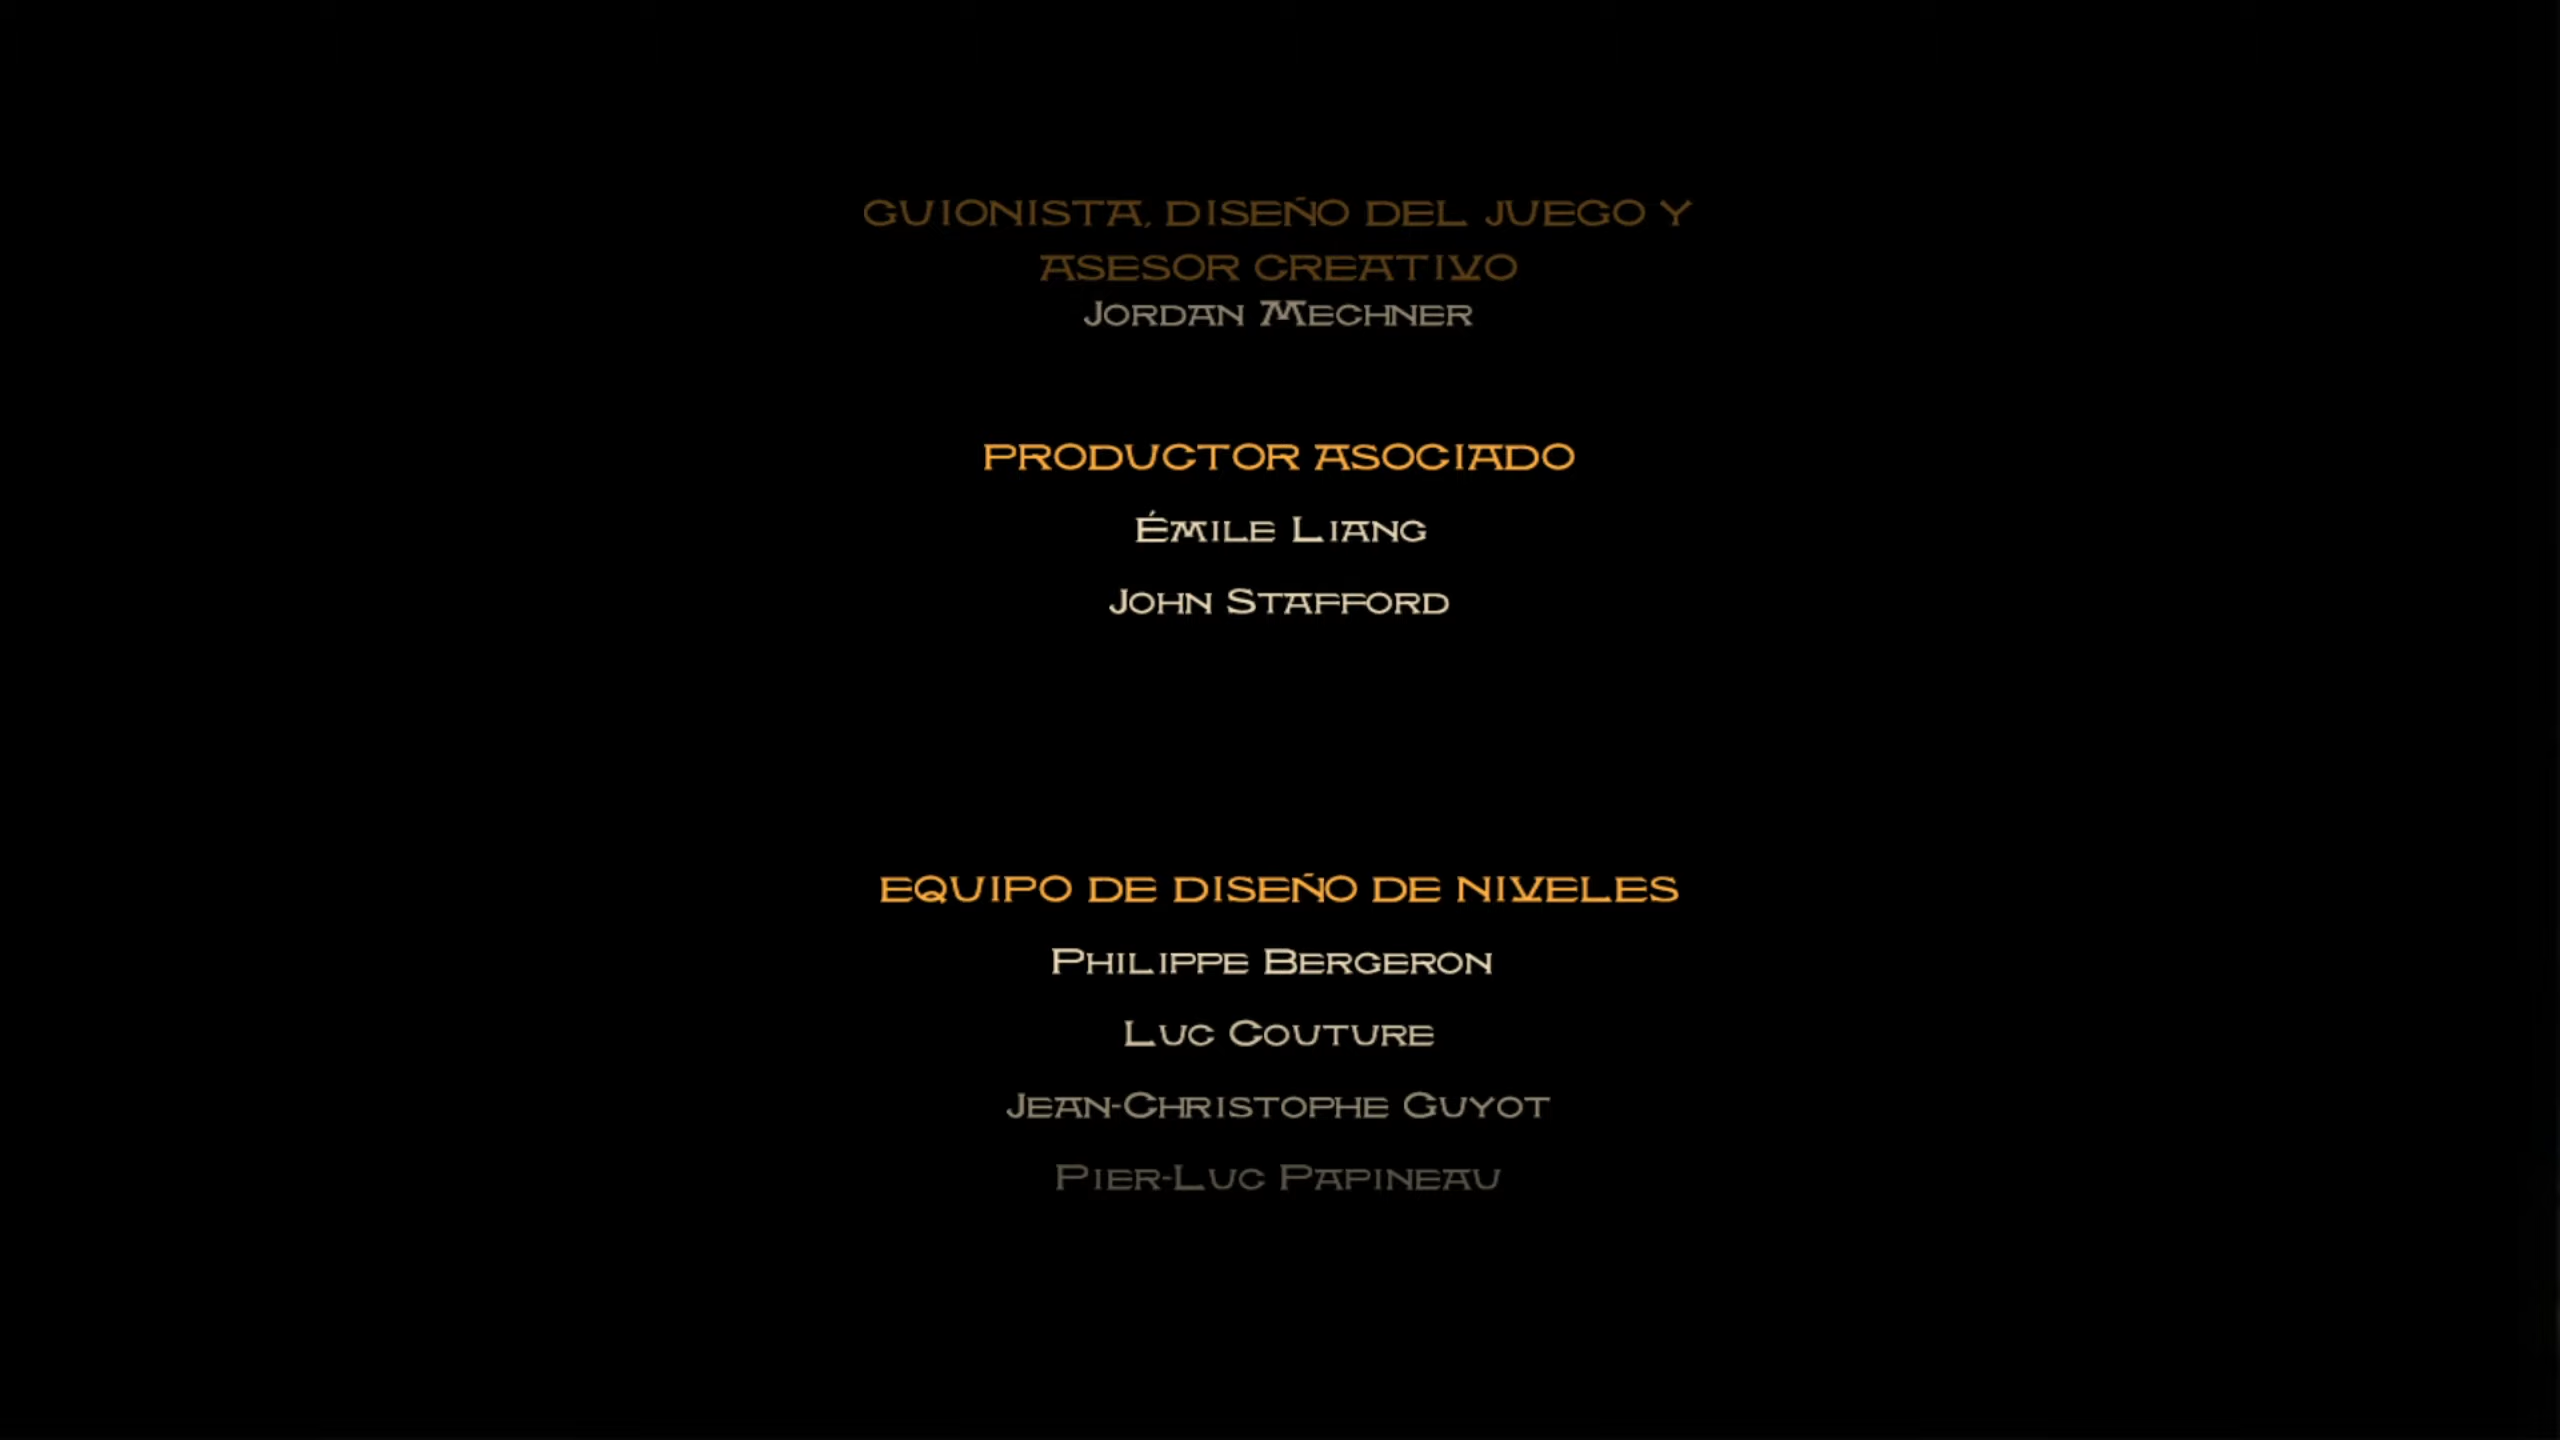 GUIONISTA, DISEÑO DEL JUEGO Y
ASESOR CREATIVO
JORDAN MECHNER
PRODUCTOR ASOCIADO
ÉMILE LIANG
JOHN STAFFORD
EQUIPO DE DISEÑO DE NIVELES
PHILIPPE BERGERON
LUC COUTURE
JEAN-CHRISTOPHE GUYOT
PIER-LUC PAPINEAU